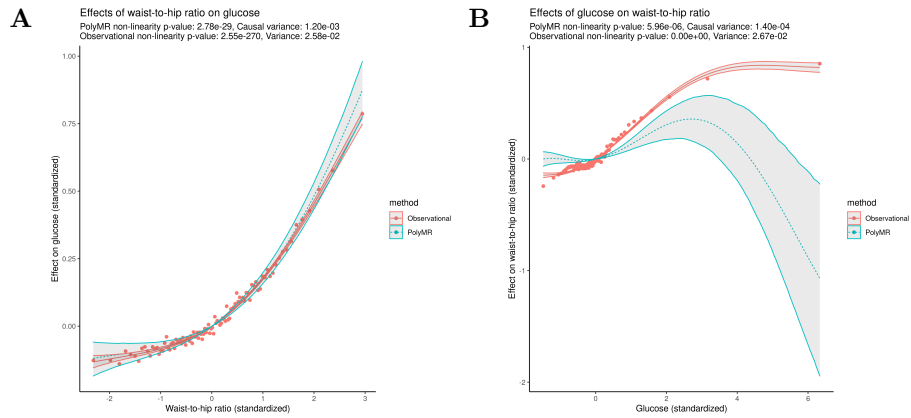 A
Effects of waist-to-hip ratio on glucose
PolyMR non-linearity p-value: 2.78e-29, Causal variance: 1.20e-03
Observational non-linearity p-value: 2.55e-270, Variance: 2.58e-02
1.00
0.75
0.50
0.25
0.00
Effect on glucose (standardized)
-2
-1
0
1
2
3
Waist-to-hip ratio (standardized)
method
Observational
PolyMR
B
Effects of glucose on waist-to-hip ratio
PolyMR non-linearity p-value: 5.96e-06, Causal variance: 1.40e-04
Observational non-linearity p-value: 0.00e+00, Variance: 2.67e-02
1
0
-1
-2
Effect on waist-to-hip ratio (standardized)
0
2
4
6
Glucose (standardized)
method
Observational
PolyMR